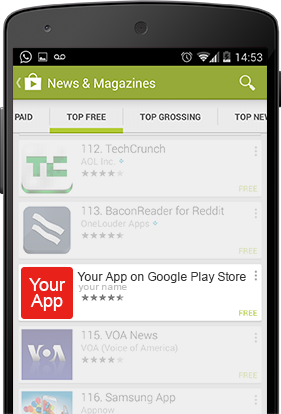 14:53
News & Magazines
PAID
TOP FREE
TOP GROSSING
TOP NEW
TC
112. TechCrunch
AOL Inc.
FREE
113. BaconReader for Reddit
OneLouder Apps
FREE
Your
App
Your App on Google Play Store
your name
FREE
VOA
115. VOA News
VOA (Voice of America)
FREE
116. Samsung App
Appnow